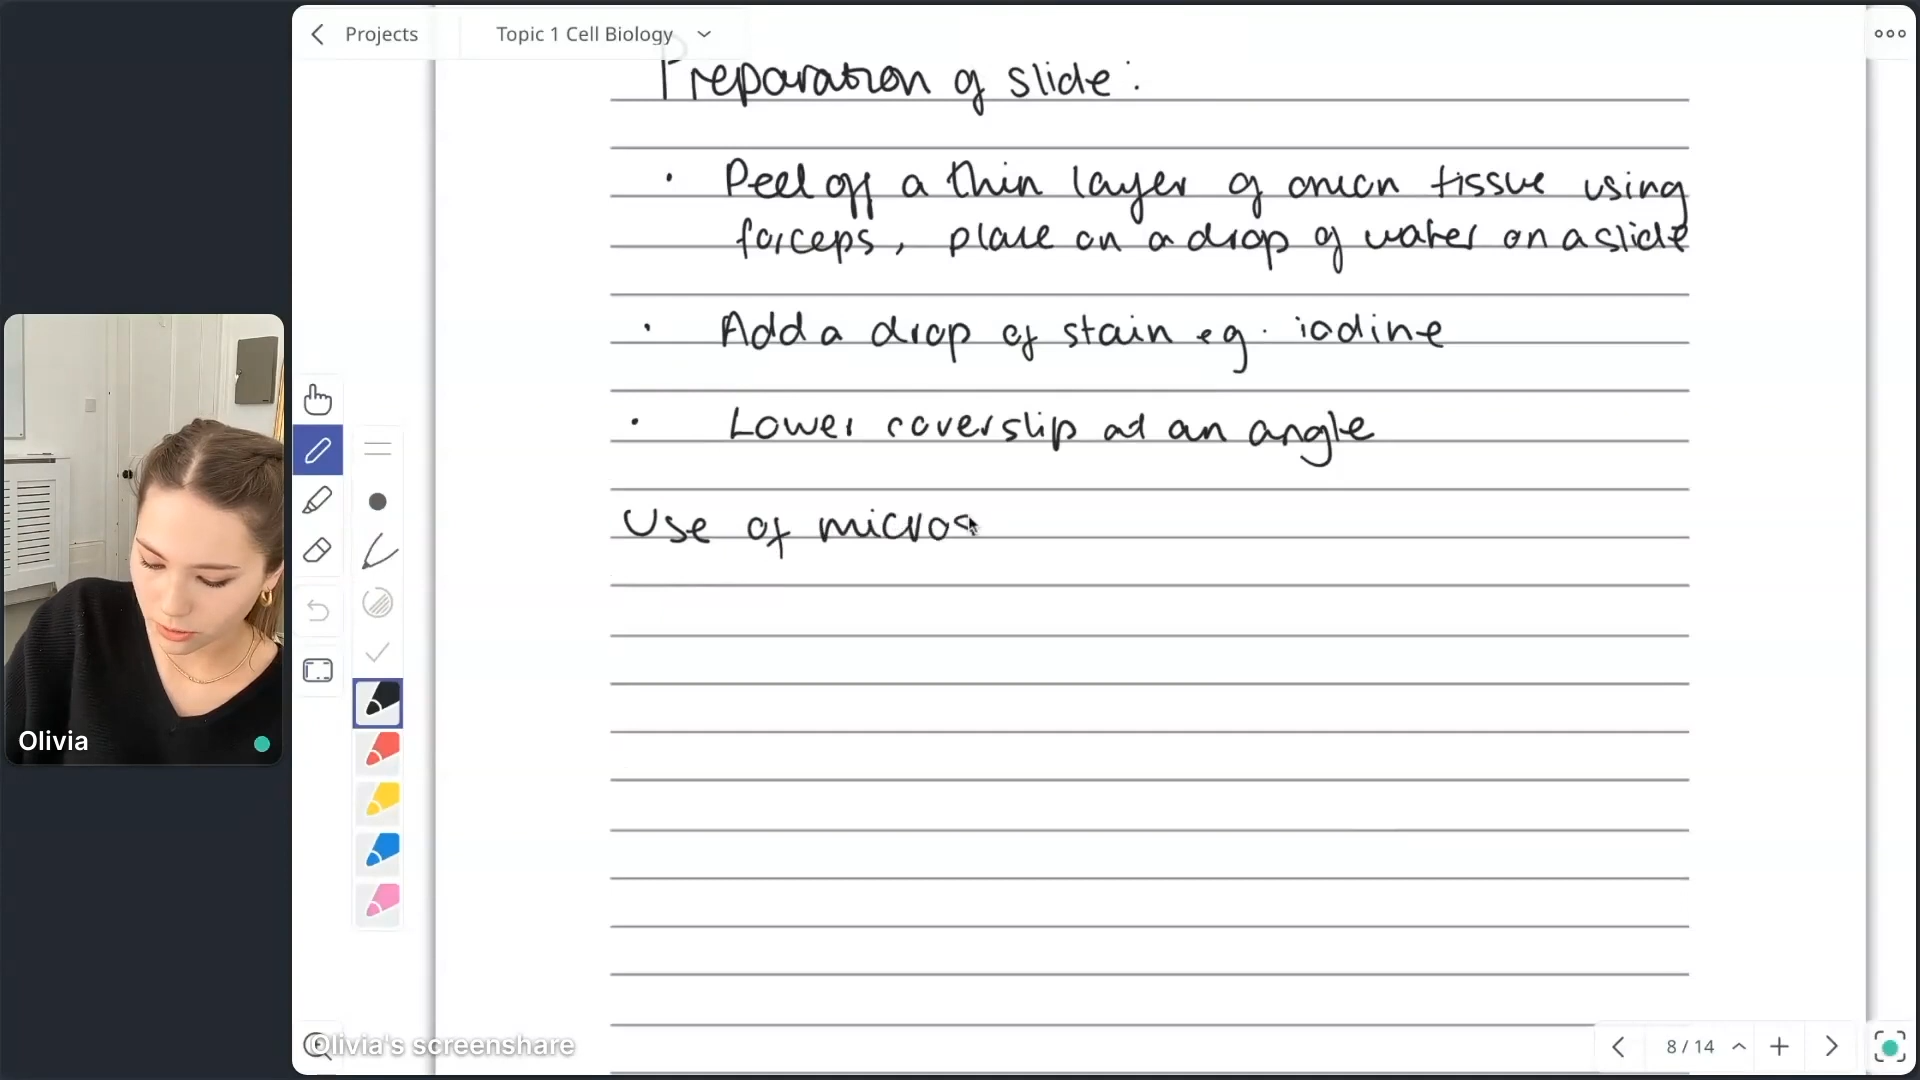 Projects
Topic 1 Cell Biology
Preparation of slide:
· Peel off a thin layer of onion tissue using
forceps, place on a drop of water on a slide
· Add a drop of stain eg. iodine
· Lower coverslip at an angle
Use of micros
Olivia
Olivia's screenshare
8 / 14